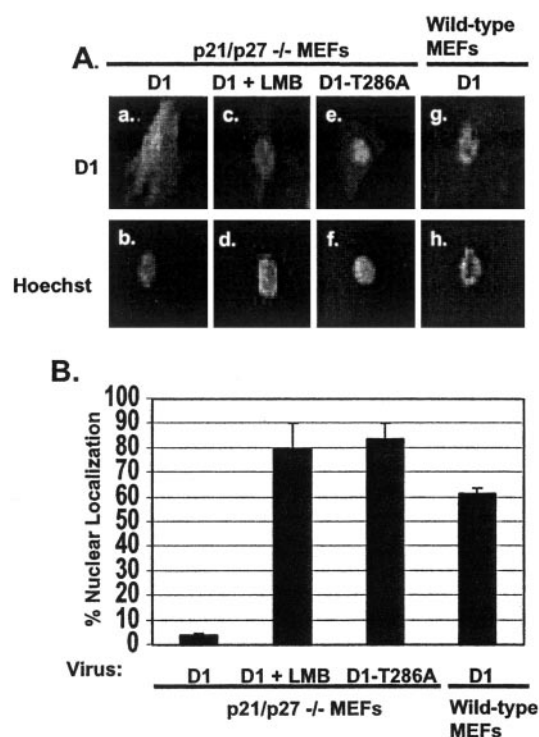 A.
p21/p27 -/- MEFs
Wild-type
MEFs
D1 D1 + LMB D1-T286A D1
a. c. e. g.
D1
b. d. f. h.
Hoechst
B.
% Nuclear Localization
100
90
80
70
60
50
40
30
20
10
0
Virus: D1 D1 + LMB D1-T286A D1
p21/p27 -/- MEFs
Wild-type
MEFs